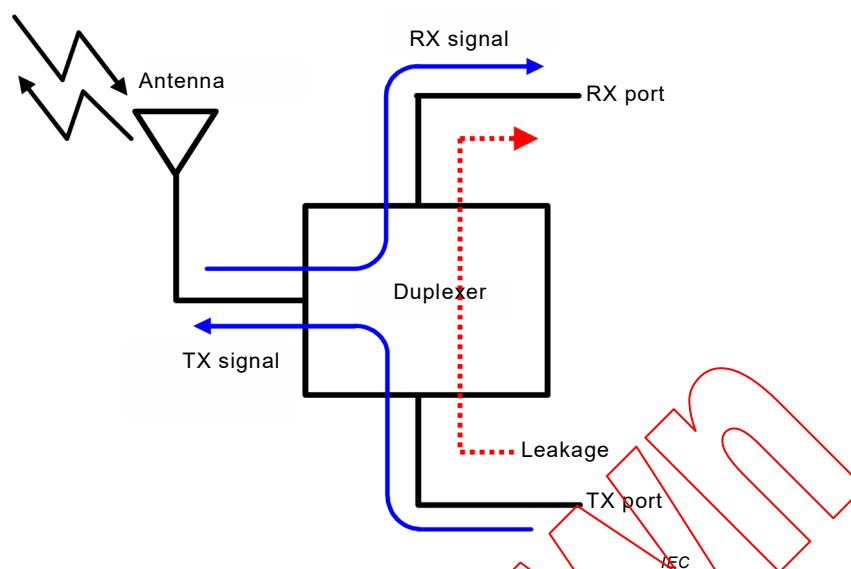 RX signal
Antenna
RX port
Duplexer
TX signal
Leakage
TX port
IEC